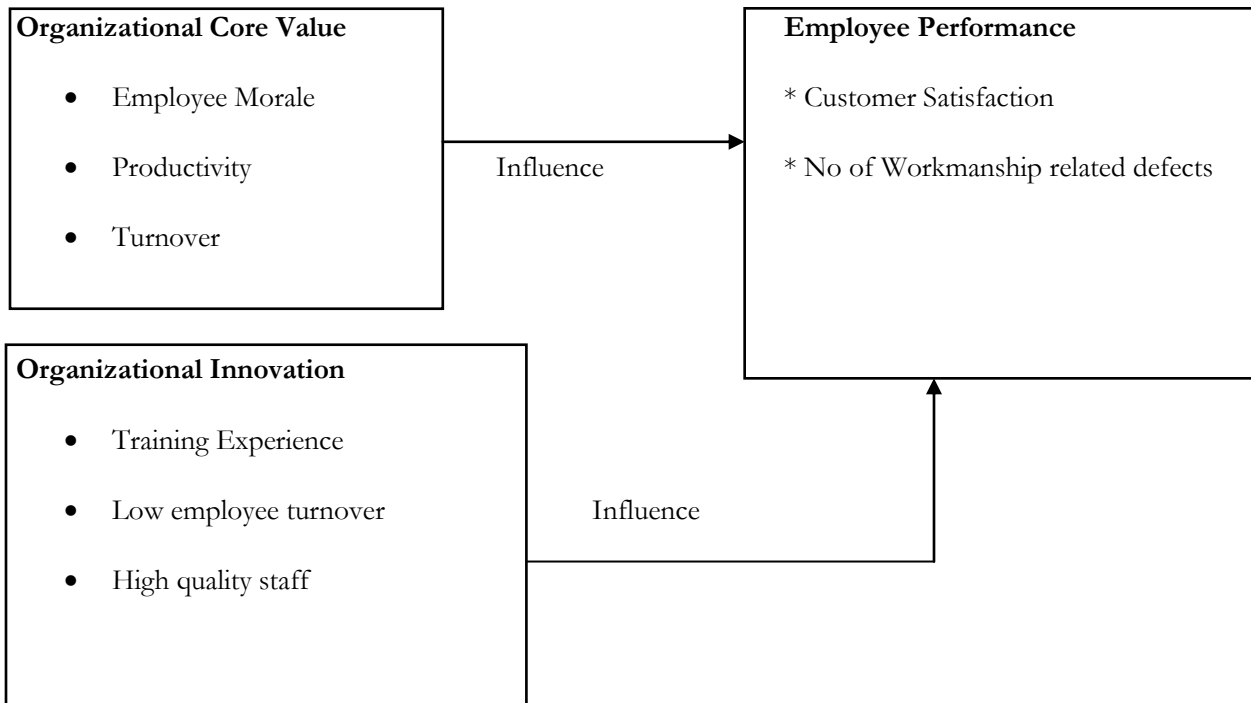 Organizational Core Value
• Employee Morale
• Productivity
• Turnover
Influence
Employee Performance
* Customer Satisfaction
* No of Workmanship related defects
Organizational Innovation
• Training Experience
• Low employee turnover
• High quality staff
Influence